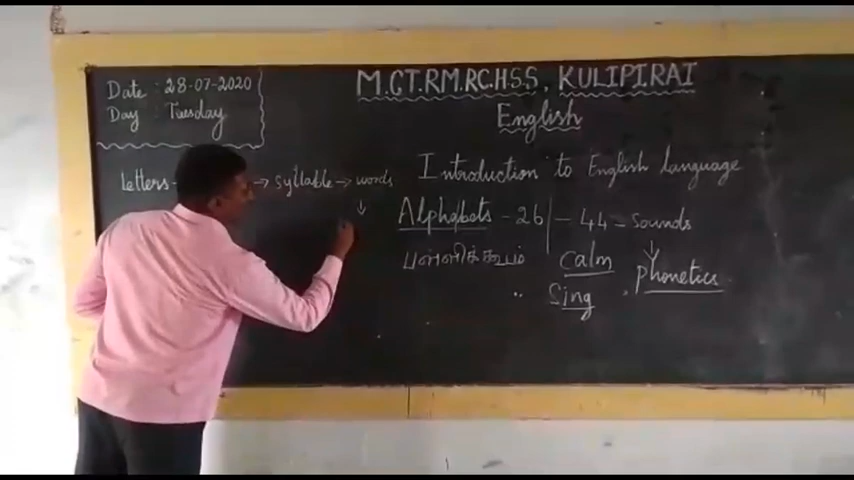 Date : 28-07-2020
Day : Tuesday
M.CT.RM.RC.H.S.S, KULIPIRAI
English
Introduction to English language
letters → syllable → words
↓
Alphabets - 26 - 44 - sounds
calm
phonetics
Sing